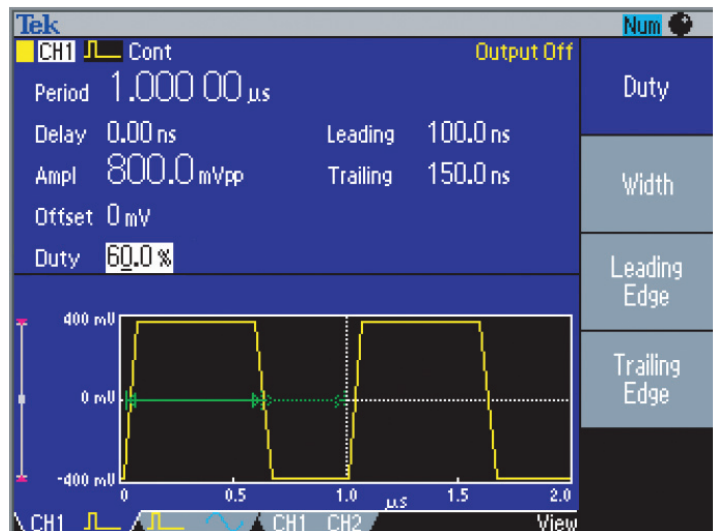 Tek Num
CH1 Cont Output Off
Period 1.000 00 µs
Delay 0.00 ns Leading 100.0 ns
Ampl 800.0 mVpp Trailing 150.0 ns
Offset 0 mV
Duty 60.0 %
Duty
Width
Leading
Edge
Trailing
Edge
400 mV
0 mV
-400 mV
0 0.5 1.0 µs 1.5 2.0
CH1 CH1 CH2 View